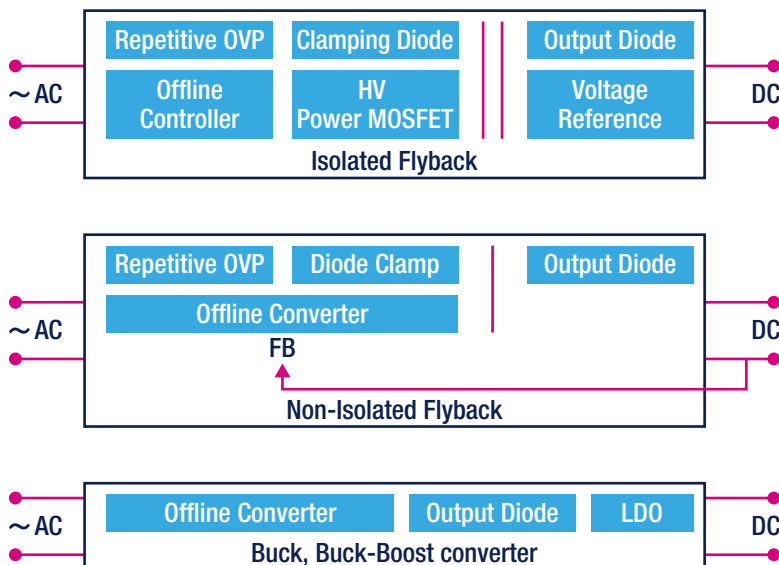 Repetitive OVP
Clamping Diode
Output Diode
~ AC
Offline
Controller
HV
Power MOSFET
Voltage
Reference
DC
Isolated Flyback
Repetitive OVP
Diode Clamp
Output Diode
~ AC
Offline Converter
DC
FB
Non-Isolated Flyback
~ AC
Offline Converter
Output Diode
LDO
DC
Buck, Buck-Boost converter